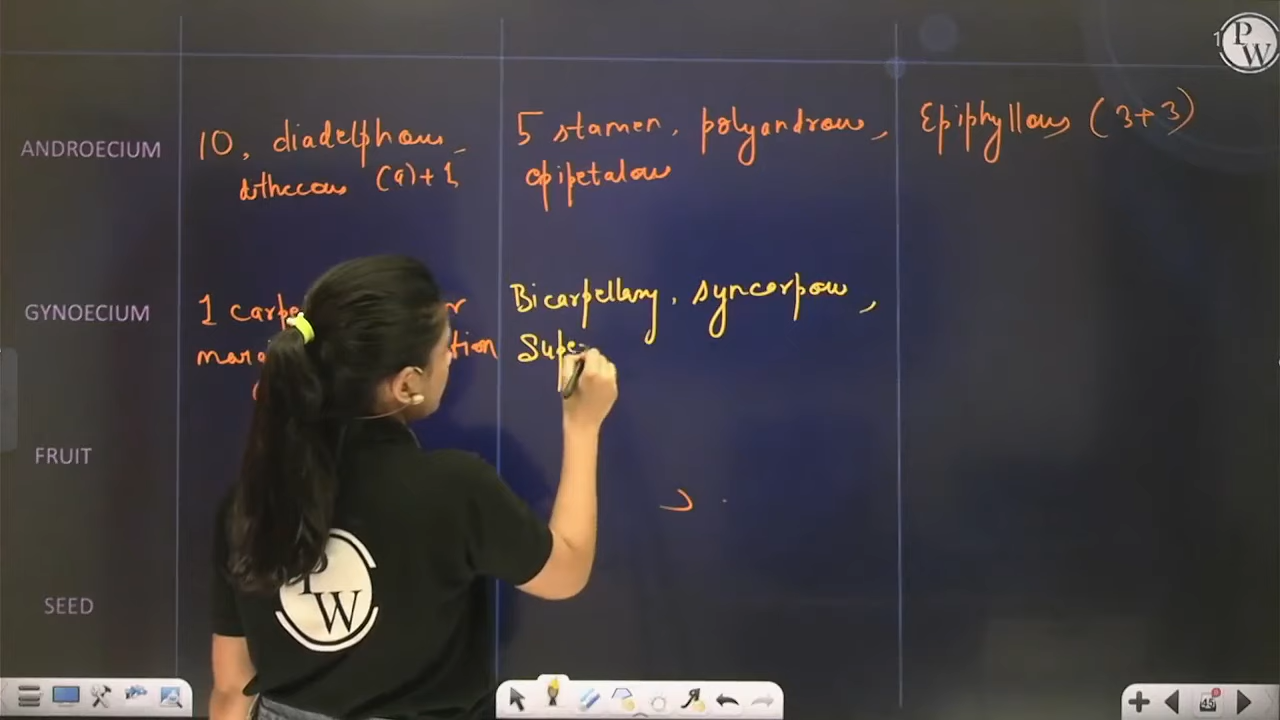 P
W
ANDROECIUM
10, diadelphous,
dithecous (9)+1
5 stamen, polyandrous,
epipetalous
Epiphyllous (3+3)
GYNOECIUM
1
Bicarpellary, syncarpous,
Supe
FRUIT
SEED
P
W
45